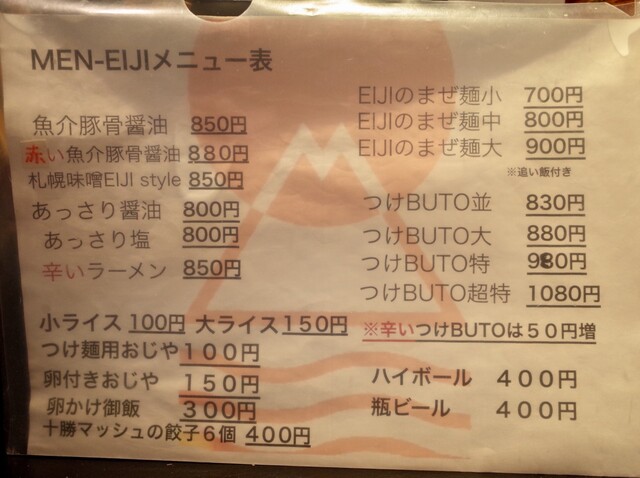 MEN-EIJIメニュー表
魚介豚骨醤油 850円
赤い魚介豚骨醤油 880円
札幌味噌EIJI style 850円
あっさり醤油 800円
あっさり塩 800円
辛いラーメン 850円
EIJIのまぜ麺小 700円
EIJIのまぜ麺中 800円
EIJIのまぜ麺大 900円
※追い飯付き
つけBUTO並 830円
つけBUTO大 880円
つけBUTO特 980円
つけBUTO超特 1080円
※辛いつけBUTOは50円増
小ライス 100円 大ライス 150円
つけ麺用おじや 100円
卵付きおじや 150円
卵かけ御飯 300円
十勝マッシュの餃子6個 400円
ハイボール 400円
瓶ビール 400円